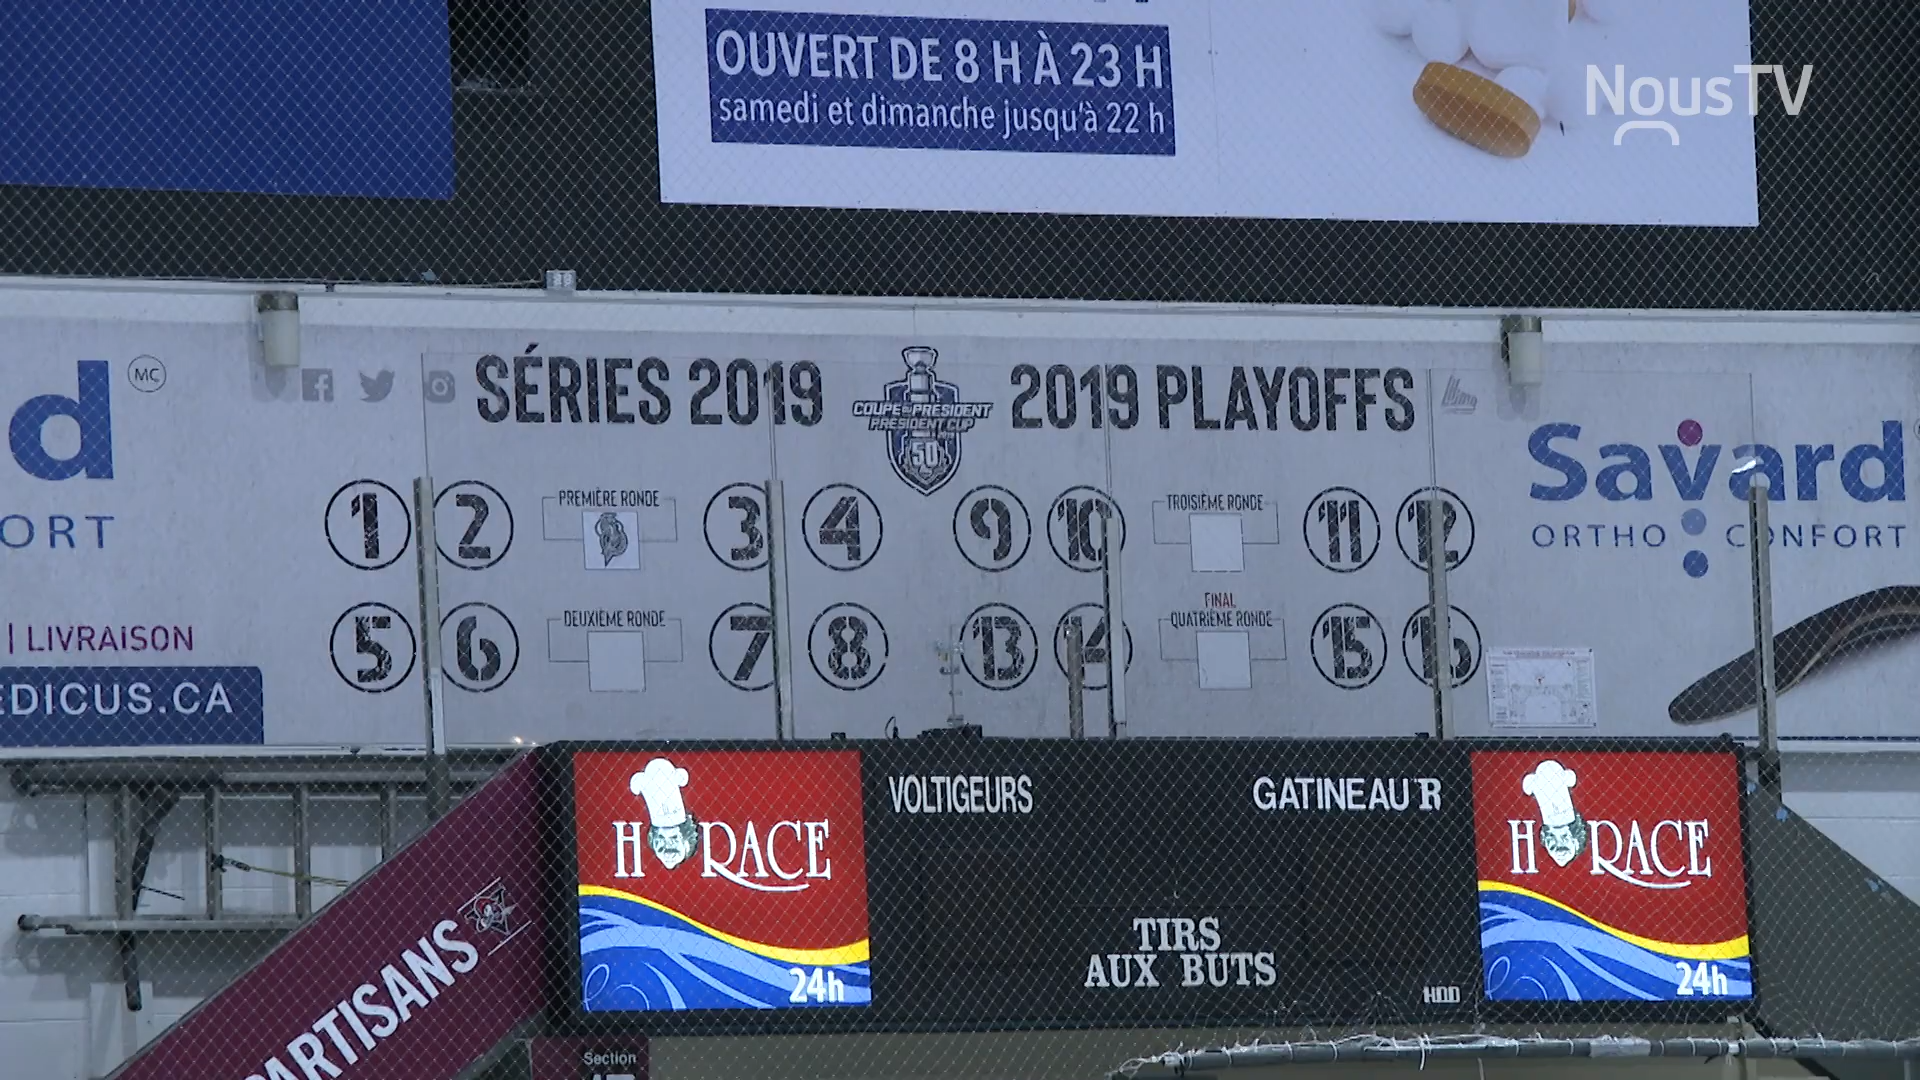 OUVERT DE 8 H À 23 H
samedi et dimanche jusqu'à 22 h
NousTV
d MC
ORT
| LIVRAISON
EDICUS.CA
SÉRIES 2019
COUPE DU PRÉSIDENT
PRESIDENT CUP
50
2019 PLAYOFFS
1 2 PREMIÈRE RONDE 3 4 9 10 TROISIÈME RONDE 11 12
FINAL
5 6 DEUXIÈME RONDE 7 8 13 14 QUATRIÈME RONDE 15 16
Savard
ORTHO CONFORT
HORACE
24h
VOLTIGEURS
GATINEAU'R
TIRS
AUX BUTS
HORACE
24h
ARTISANS
Section